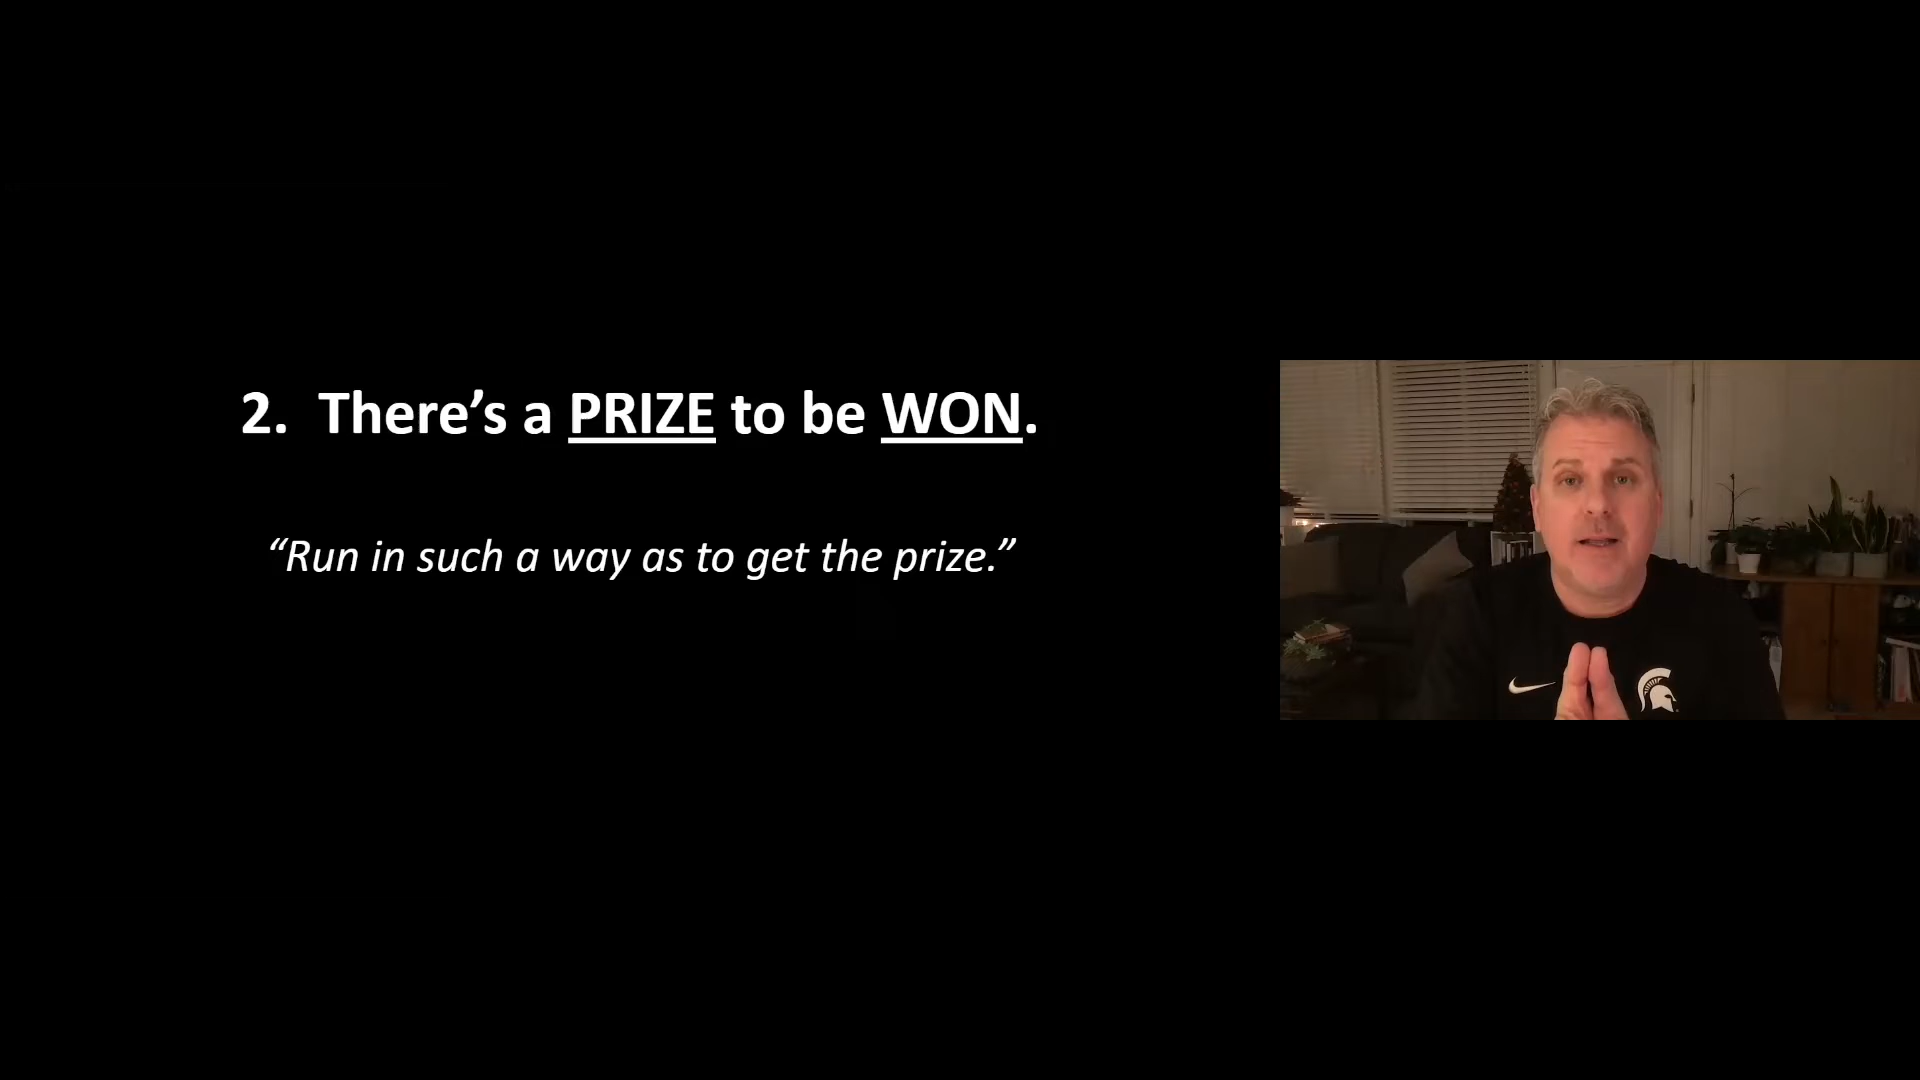 2. There’s a PRIZE to be WON.
“Run in such a way as to get the prize.”